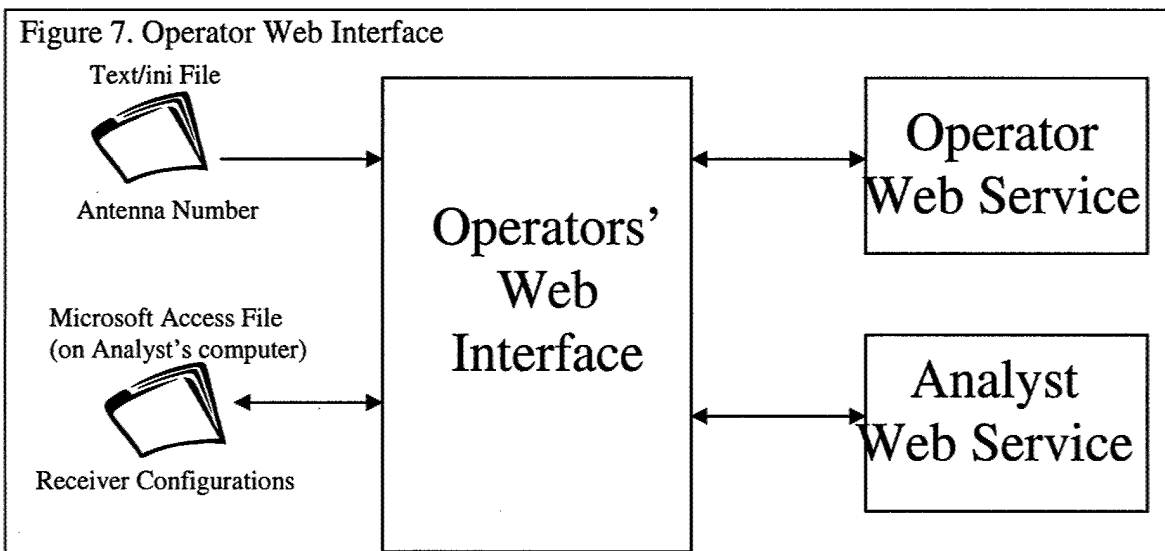 Figure 7. Operator Web Interface
Text/ini File
Antenna Number
Microsoft Access File
(on Analyst's computer)
Receiver Configurations
Operators'
Web
Interface
Operator
Web Service
Analyst
Web Service